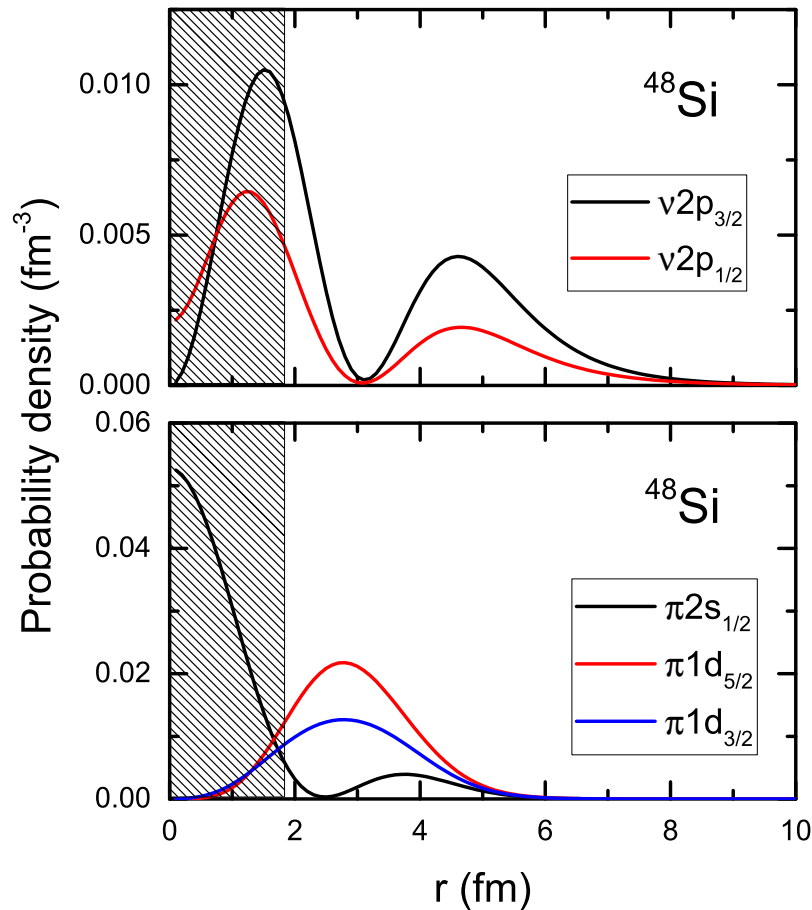 Probability density (fm⁻³)
0.010
0.005
0.000
⁴⁸Si
ν2p₃/₂
ν2p₁/₂
0.06
0.04
0.02
0.00
⁴⁸Si
π2s₁/₂
π1d₅/₂
π1d₃/₂
0 2 4 6 8 10
r (fm)